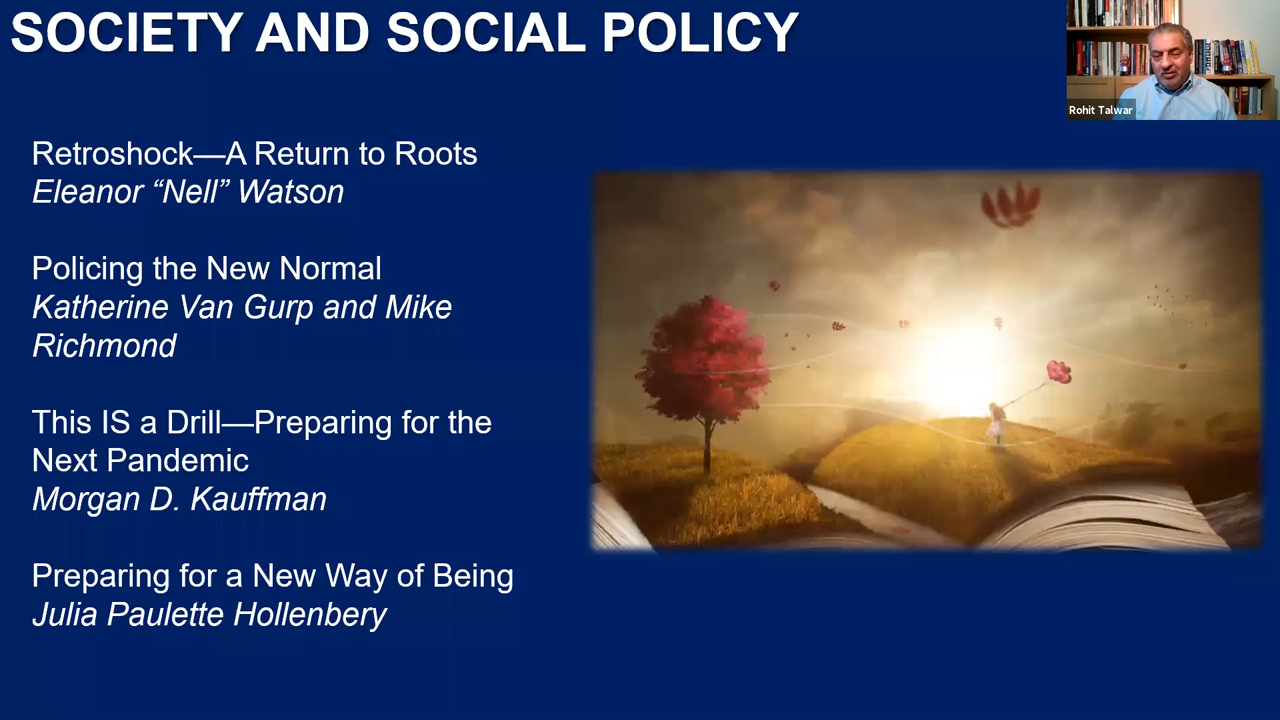 SOCIETY AND SOCIAL POLICY
Rohit Talwar
Retroshock—A Return to Roots
Eleanor “Nell” Watson
Policing the New Normal
Katherine Van Gurp and Mike
Richmond
This IS a Drill—Preparing for the
Next Pandemic
Morgan D. Kauffman
Preparing for a New Way of Being
Julia Paulette Hollenbery